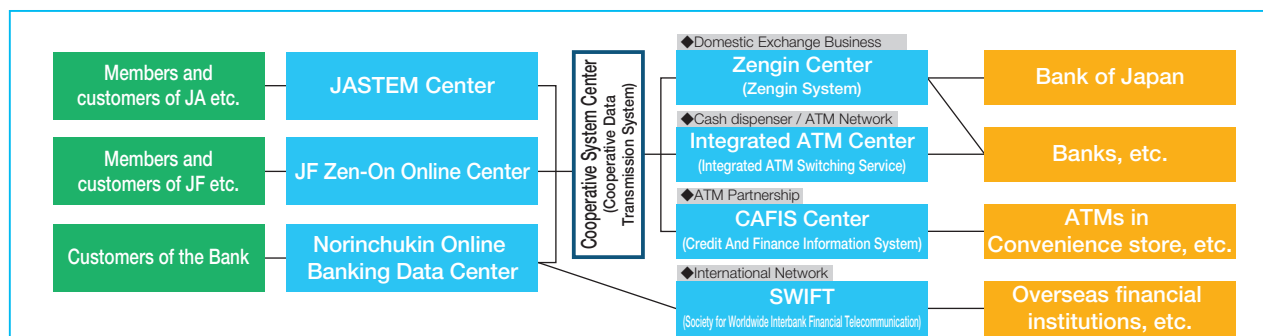 Members and
customers of JA etc.
JASTEM Center
Members and
customers of JF etc.
JF Zen-On Online Center
Customers of the Bank
Norinchukin Online
Banking Data Center
Cooperative System Center
(Cooperative Data
Transmission System)
◆Domestic Exchange Business
Zengin Center
(Zengin System)
◆Cash dispenser / ATM Network
Integrated ATM Center
(Integrated ATM Switching Service)
◆ATM Partnership
CAFIS Center
(Credit And Finance Information System)
◆International Network
SWIFT
(Society for Worldwide Interbank Financial Telecommunication)
Bank of Japan
Banks, etc.
ATMs in
Convenience store, etc.
Overseas financial
institutions, etc.